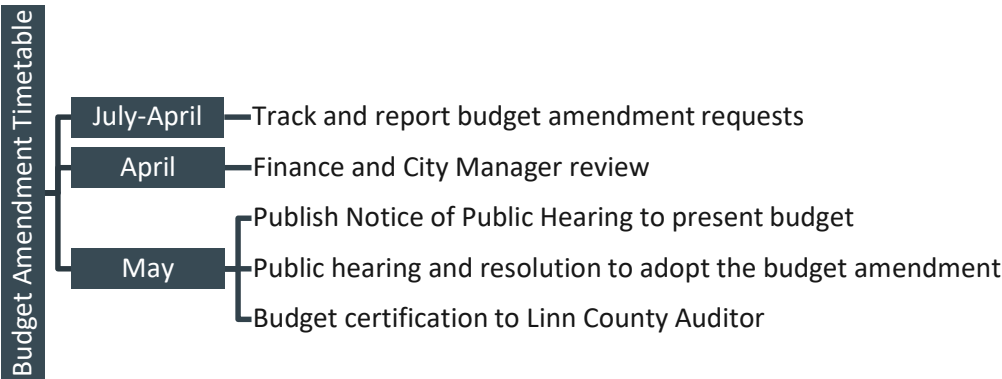 Budget Amendment Timetable
July-April
Track and report budget amendment requests
April
Finance and City Manager review
May
Publish Notice of Public Hearing to present budget
Public hearing and resolution to adopt the budget amendment
Budget certification to Linn County Auditor